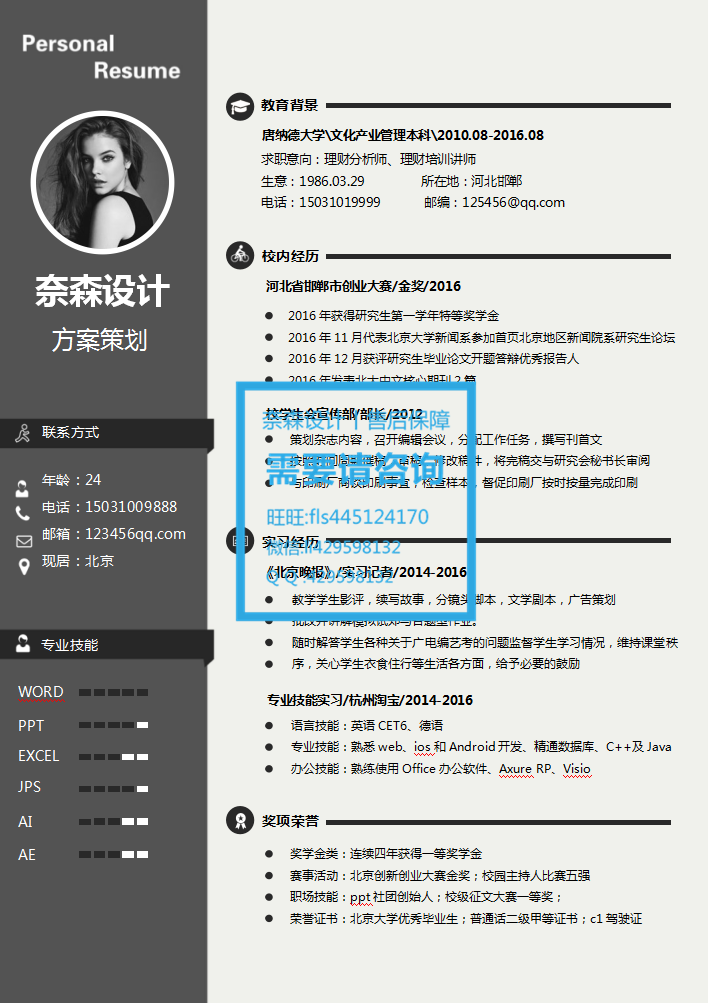 Personal
Resume
奈森设计
方案策划
联系方式
年龄：24
电话：15031009888
邮箱：123456qq.com
现居：北京
专业技能
WORD
PPT
EXCEL
JPS
AI
AE
教育背景
唐纳德大学\文化产业管理本科\2010.08-2016.08
求职意向：理财分析师、理财培训讲师
生意：1986.03.29 所在地：河北邯郸
电话：15031019999 邮编：125456@qq.com
校内经历
河北省邯郸市创业大赛/金奖/2016
2016 年获得研究生第一学年特等奖学金
2016 年 11 月代表北京大学新闻系参加首页北京地区新闻院系研究生论坛
2016 年 12 月获评研究生毕业论文开题答辩优秀报告人
2016 年发表北大中文核心期刊 2 篇
校学生会宣传部/部长/2012
奈森设计丨售后保障
策划杂志内容，召开编辑会议，分配工作任务，撰写刊首文
修改稿件，将完稿交与研究会秘书长审阅
需要请咨询
与印刷厂商谈印刷事宜，检查样本，督促印刷厂按时按量完成印刷
旺旺:fls445124170
实习经历
微信:ll429598132
《北京晚报》/实习记者/2014-2016
QQ:429598132
教学学生影评，续写故事，分镜头脚本，文学剧本，广告策划
随时解答学生各种关于广电编艺考的问题监督学生学习情况，维持课堂秩
序，关心学生衣食住行等生活各方面，给予必要的鼓励
专业技能实习/杭州淘宝/2014-2016
语言技能：英语 CET6、德语
专业技能：熟悉 web、ios 和 Android 开发、精通数据库、C++及 Java
办公技能：熟练使用 Office 办公软件、Axure RP、Visio
奖项荣誉
奖学金类：连续四年获得一等奖学金
赛事活动：北京创新创业大赛金奖；校园主持人比赛五强
职场技能：ppt 社团创始人；校级征文大赛一等奖；
荣誉证书：北京大学优秀毕业生；普通话二级甲等证书；c1 驾驶证